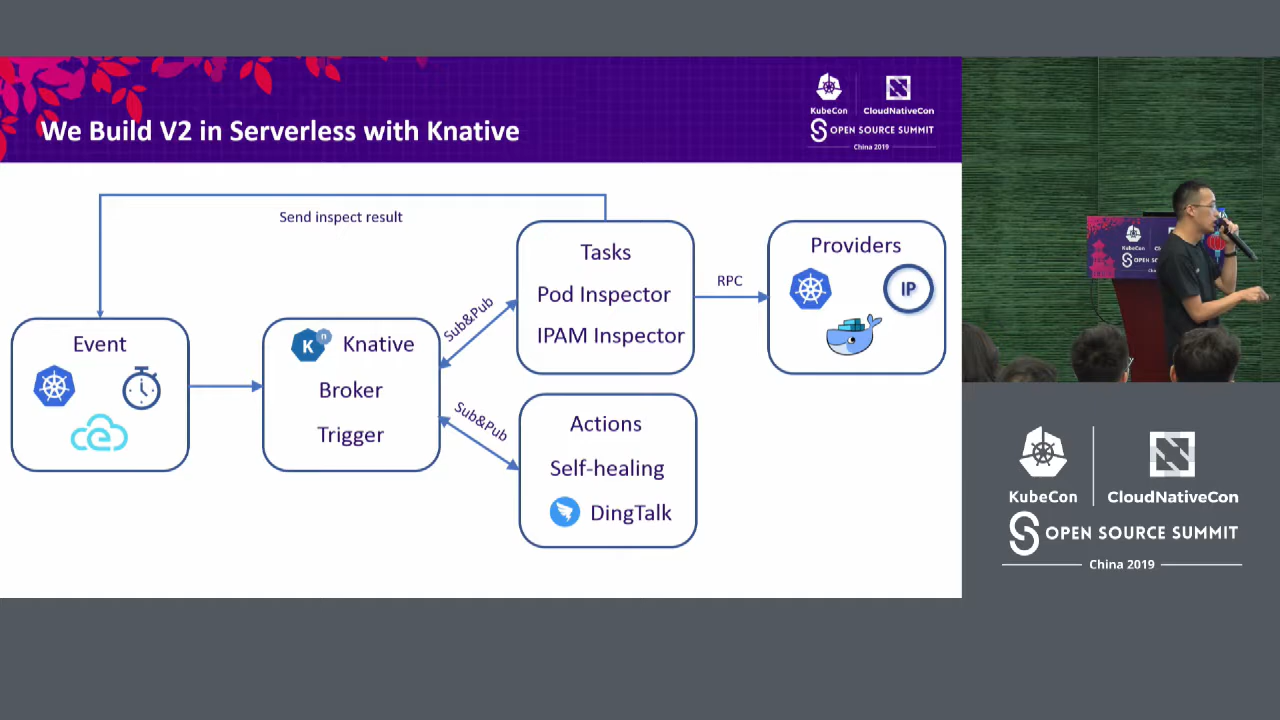 We Build V2 in Serverless with Knative
KubeCon
CloudNativeCon
OPEN SOURCE SUMMIT
China 2019
Send inspect result
Event
Knative
Broker
Trigger
Sub&Pub
Sub&Pub
Tasks
Pod Inspector
IPAM Inspector
RPC
Providers
IP
Actions
Self-healing
DingTalk
KubeCon
CloudNativeCon
OPEN SOURCE SUMMIT
China 2019